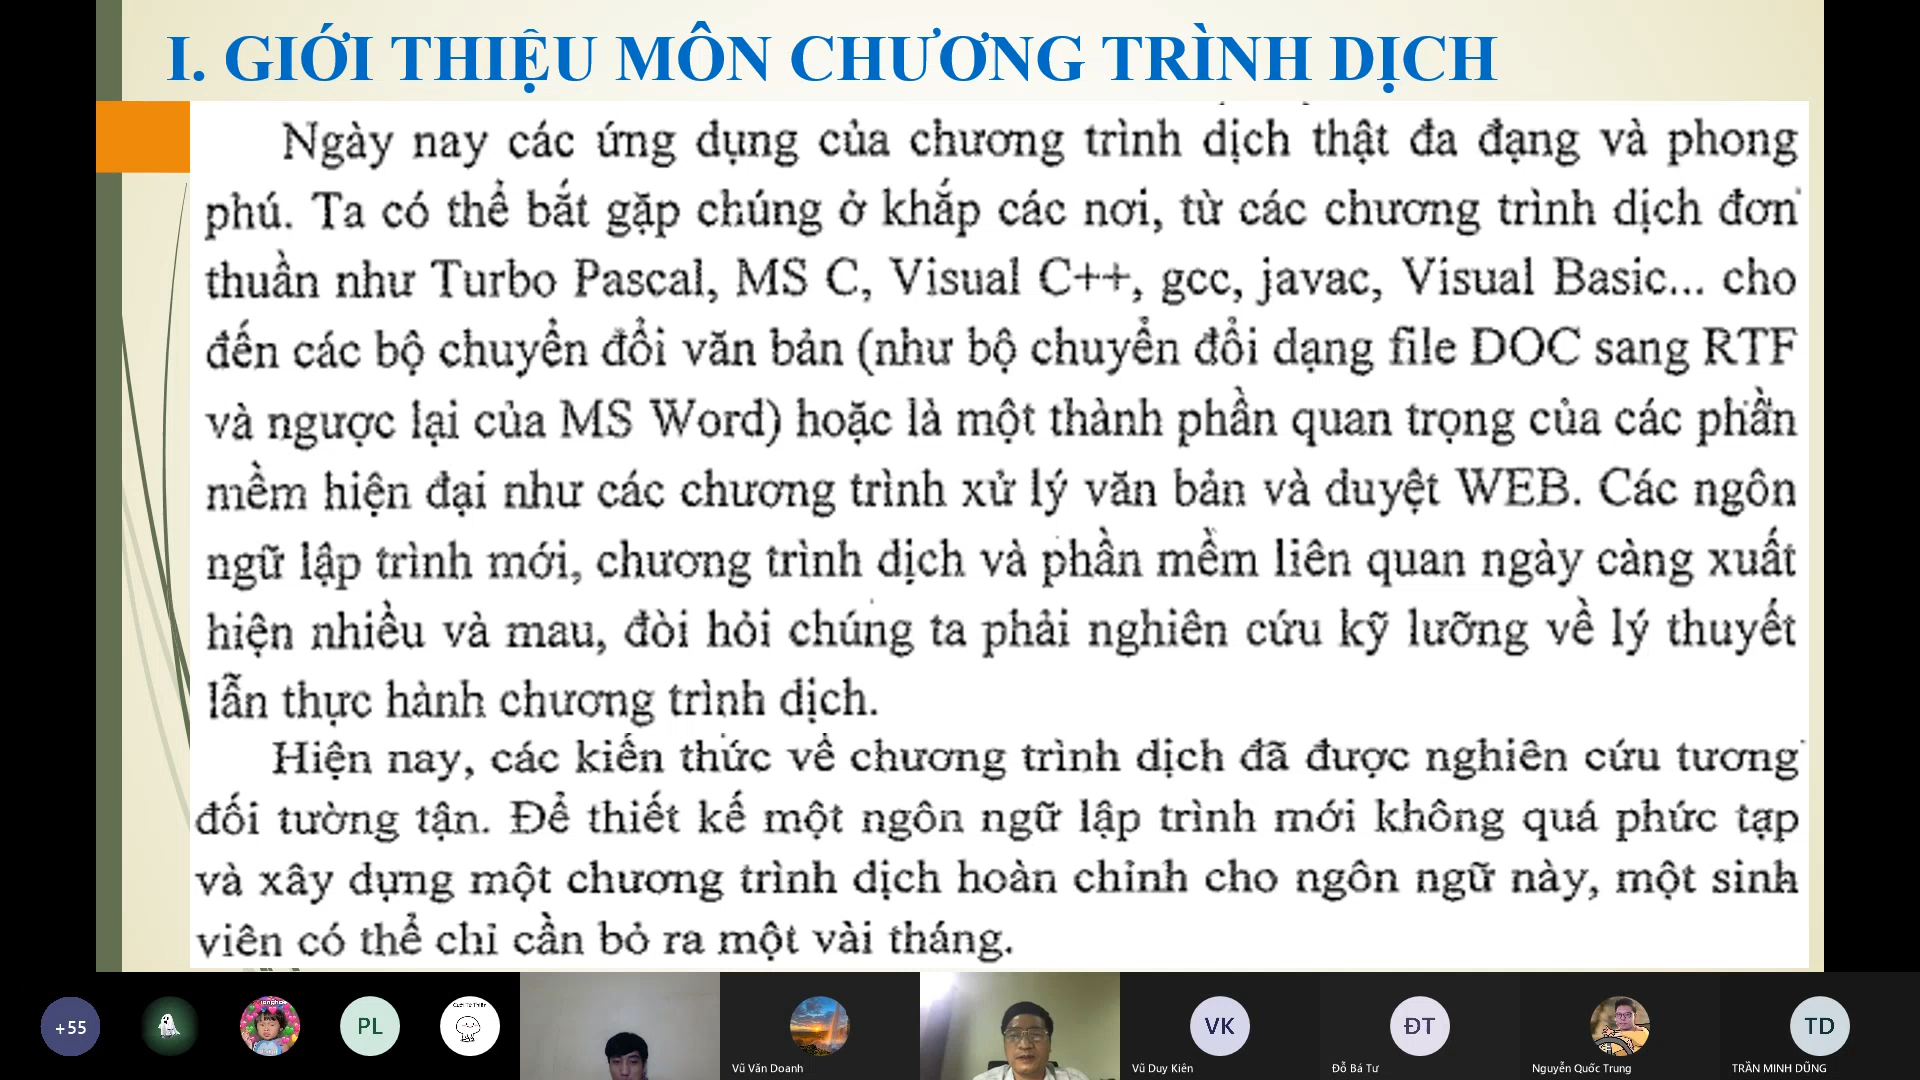 I. GIỚI THIỆU MÔN CHƯƠNG TRÌNH DỊCH
Ngày nay các ứng dụng của chương trình dịch thật đa đạng và phong
phú. Ta có thể bắt gặp chúng ở khắp các nơi, từ các chương trình dịch đơn
thuần như Turbo Pascal, MS C, Visual C++, gcc, javac, Visual Basic... cho
đến các bộ chuyển đổi văn bản (như bộ chuyển đổi dạng file DOC sang RTF
và ngược lại của MS Word) hoặc là một thành phần quan trọng của các phần
mềm hiện đại như các chương trình xử lý văn bản và duyệt WEB. Các ngôn
ngữ lập trình mới, chương trình dịch và phần mềm liên quan ngày càng xuất
hiện nhiều và mau, đòi hỏi chúng ta phải nghiên cứu kỹ lưỡng về lý thuyết
lẫn thực hành chương trình dịch.
Hiện nay, các kiến thức về chương trình dịch đã được nghiên cứu tương
đối tường tận. Để thiết kế một ngôn ngữ lập trình mới không quá phức tạp
và xây dựng một chương trình dịch hoàn chỉnh cho ngôn ngữ này, một sinh
viên có thể chỉ cần bỏ ra một vài tháng.
+55
PL
VK
ĐT
TD
Vũ Văn Doanh
Vũ Duy Kiên
Đỗ Bá Tư
Nguyễn Quốc Trung
TRẦN MINH DŨNG